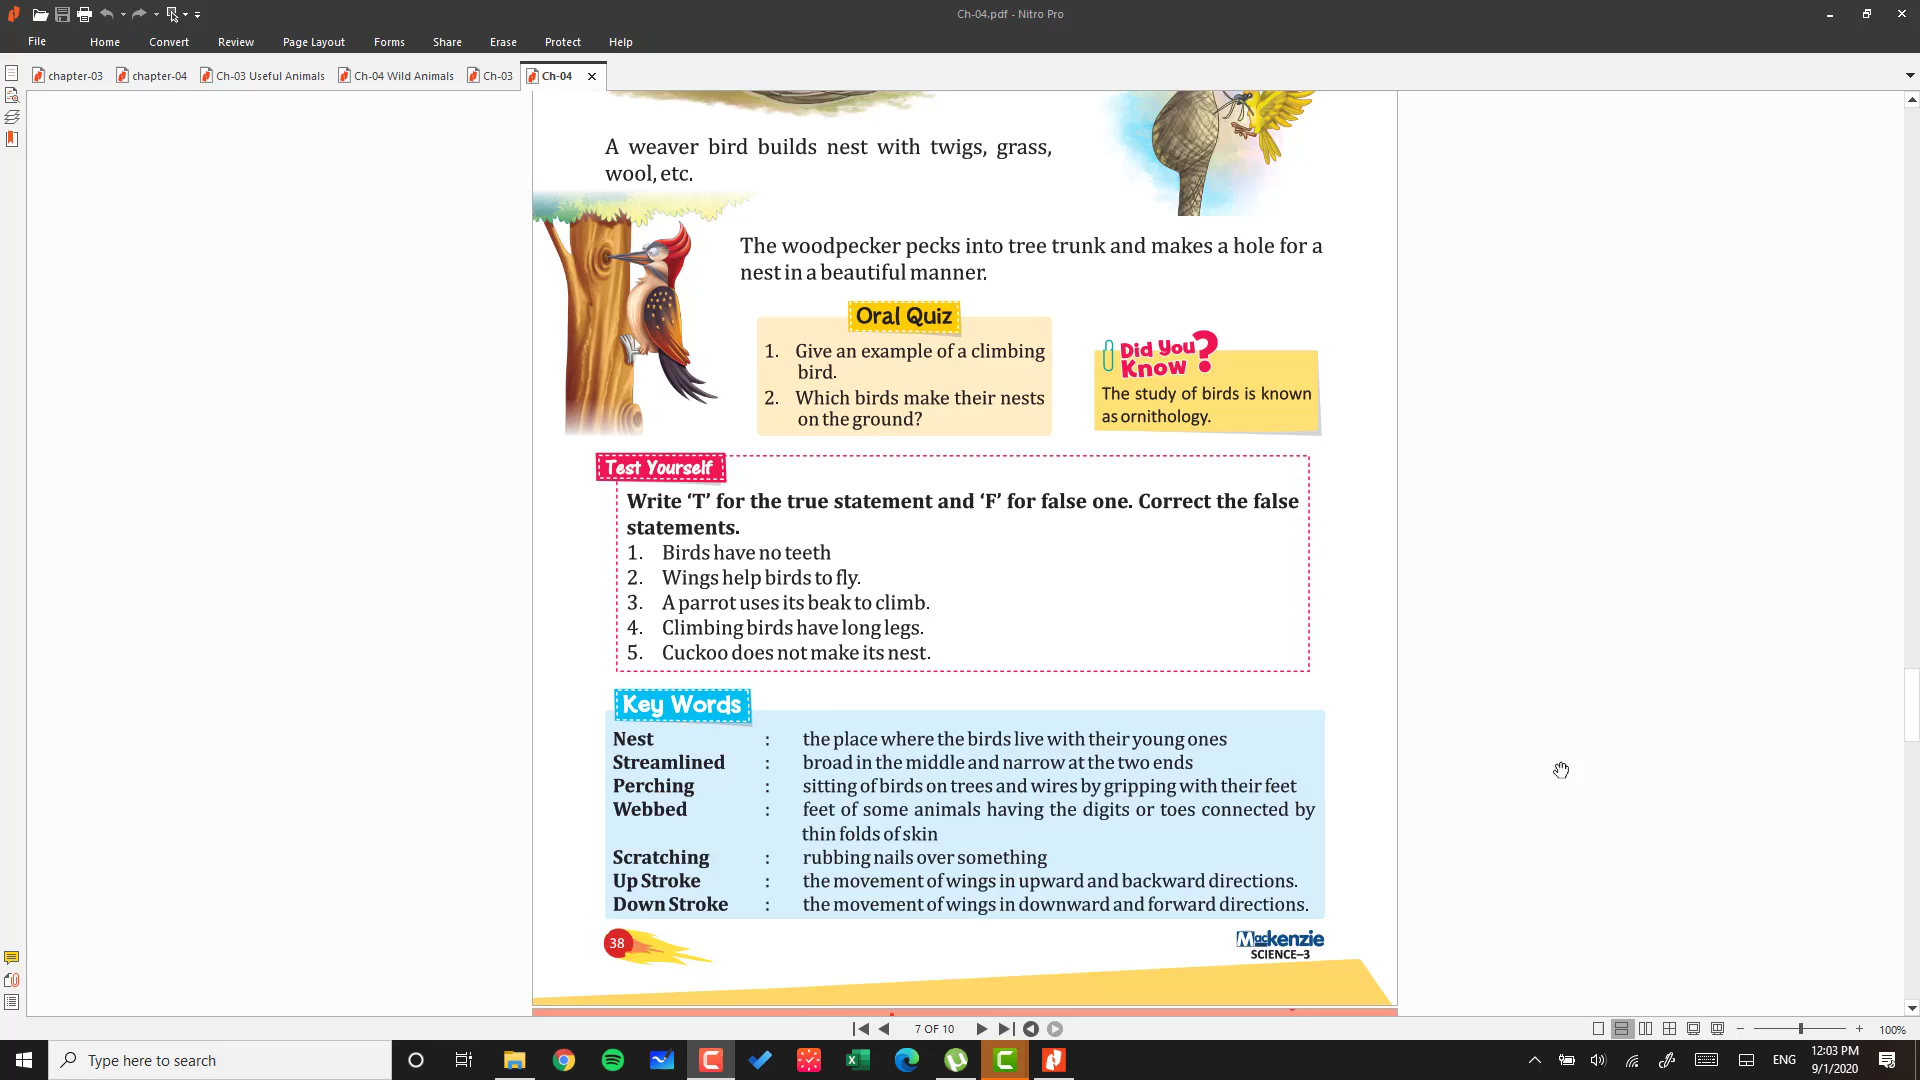 Ch-04.pdf - Nitro Pro
File Home Convert Review Page Layout Forms Share Erase Protect Help
chapter-03 chapter-04 Ch-03 Useful Animals Ch-04 Wild Animals Ch-03 Ch-04
A weaver bird builds nest with twigs, grass,
wool, etc.
The woodpecker pecks into tree trunk and makes a hole for a
nest in a beautiful manner.
Oral Quiz
1. Give an example of a climbing
bird.
2. Which birds make their nests
on the ground?
Did You
Know?
The study of birds is known
as ornithology.
Test Yourself
Write ‘T’ for the true statement and ‘F’ for false one. Correct the false
statements.
1. Birds have no teeth
2. Wings help birds to fly.
3. A parrot uses its beak to climb.
4. Climbing birds have long legs.
5. Cuckoo does not make its nest.
Key Words
Nest : the place where the birds live with their young ones
Streamlined : broad in the middle and narrow at the two ends
Perching : sitting of birds on trees and wires by gripping with their feet
Webbed : feet of some animals having the digits or toes connected by
thin folds of skin
Scratching : rubbing nails over something
Up Stroke : the movement of wings in upward and backward directions.
Down Stroke : the movement of wings in downward and forward directions.
38
Mackenzie
SCIENCE–3
7 OF 10
100%
Type here to search
ENG
12:03 PM
9/1/2020